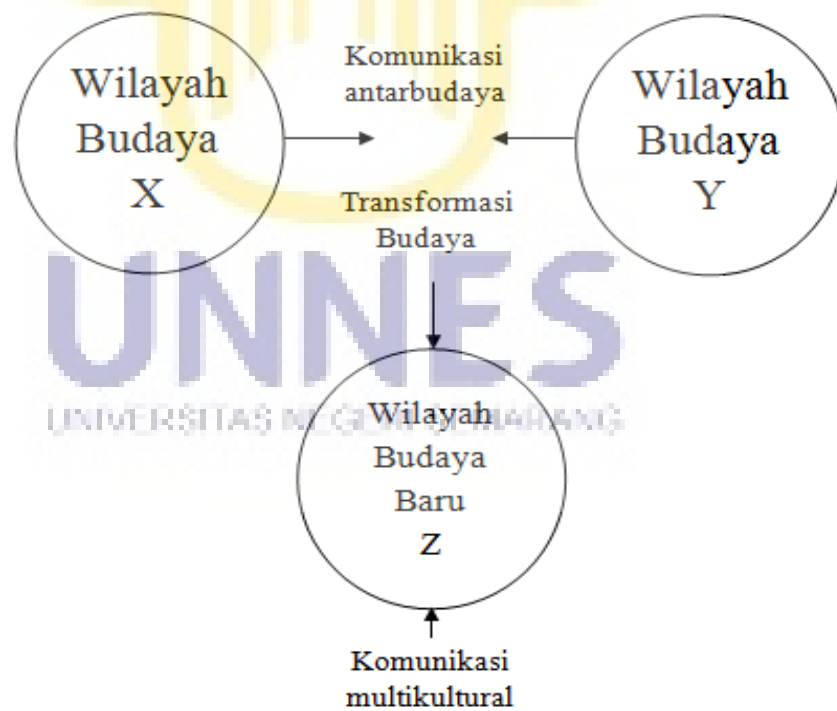 Wilayah
Budaya
X
Komunikasi
antarbudaya
Wilayah
Budaya
Y
Transformasi
Budaya
UNNES
UNIVERSITAS NEGERI SEMARANG
Wilayah
Budaya
Baru
Z
Komunikasi
multikultural